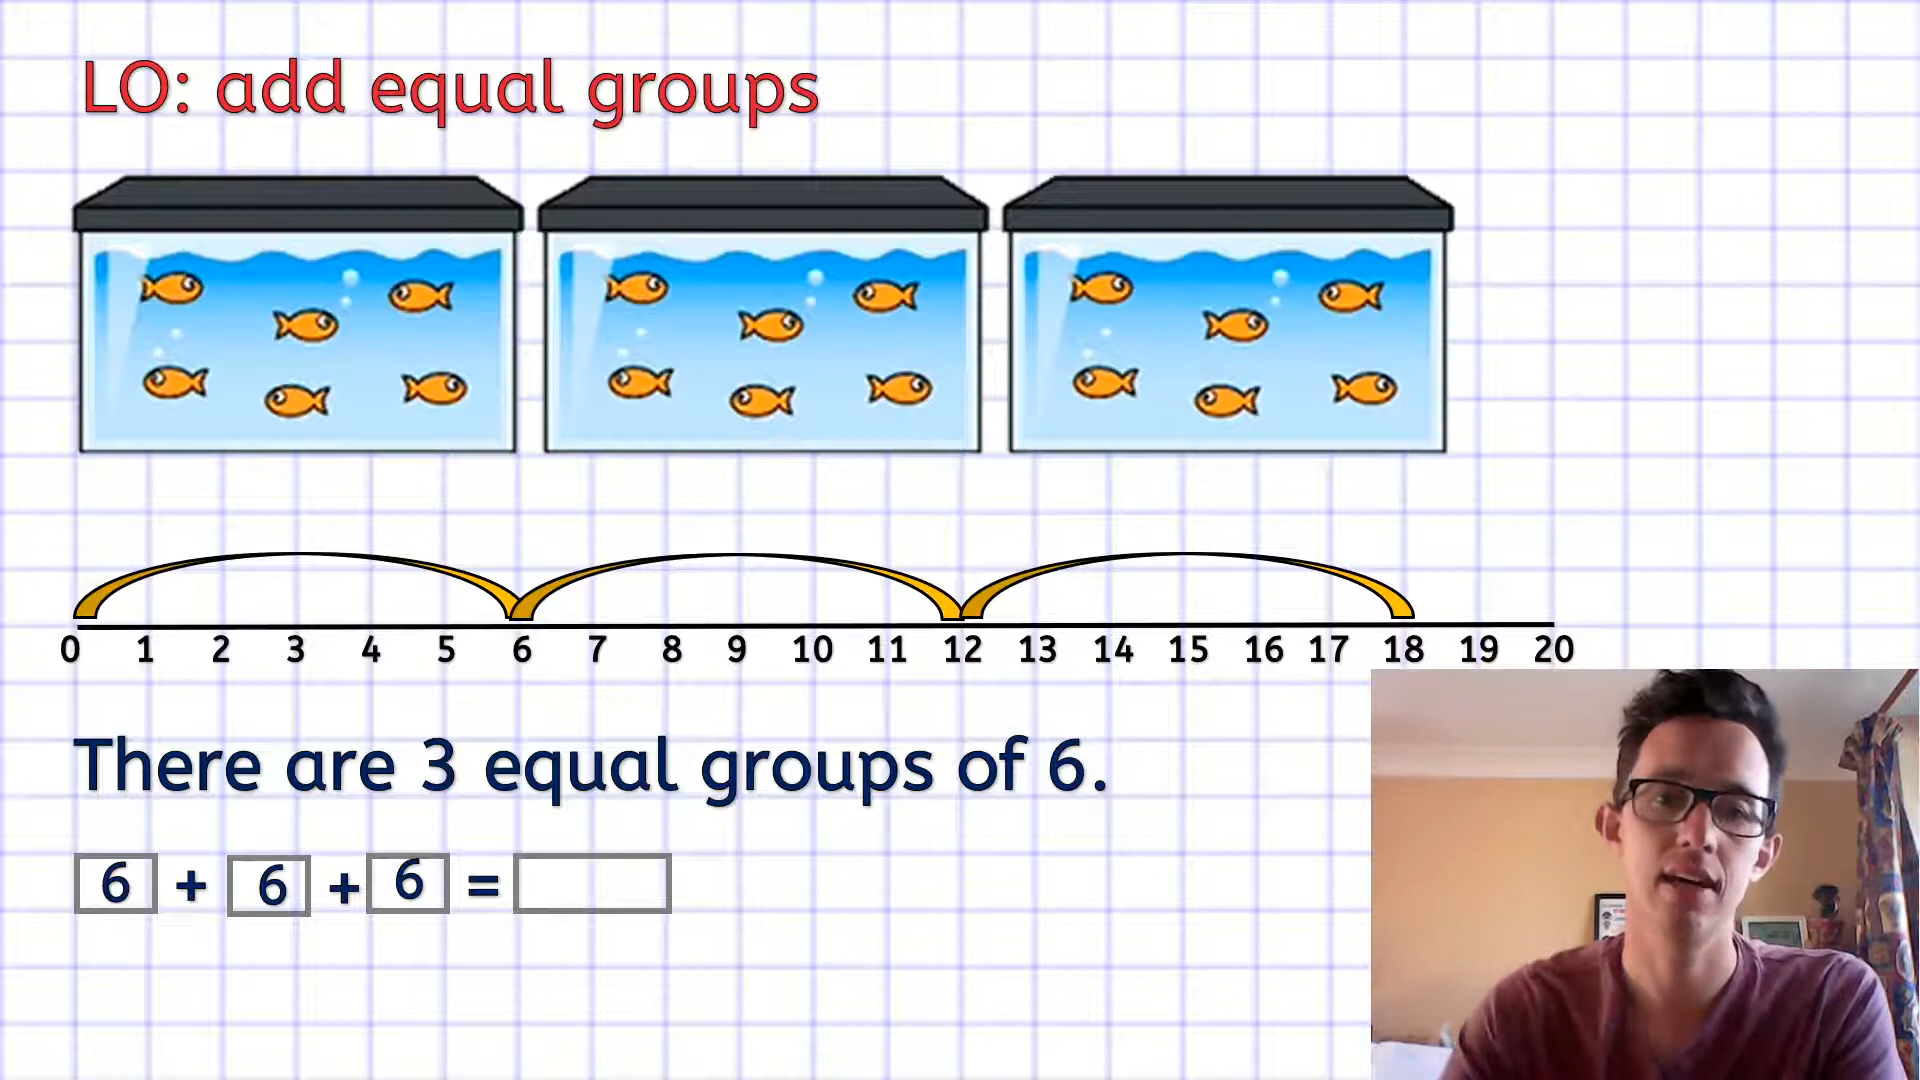 LO: add equal groups
0 1 2 3 4 5 6 7 8 9 10 11 12 13 14 15 16 17 18 19 20
There are 3 equal groups of 6.
6 + 6 + 6 =